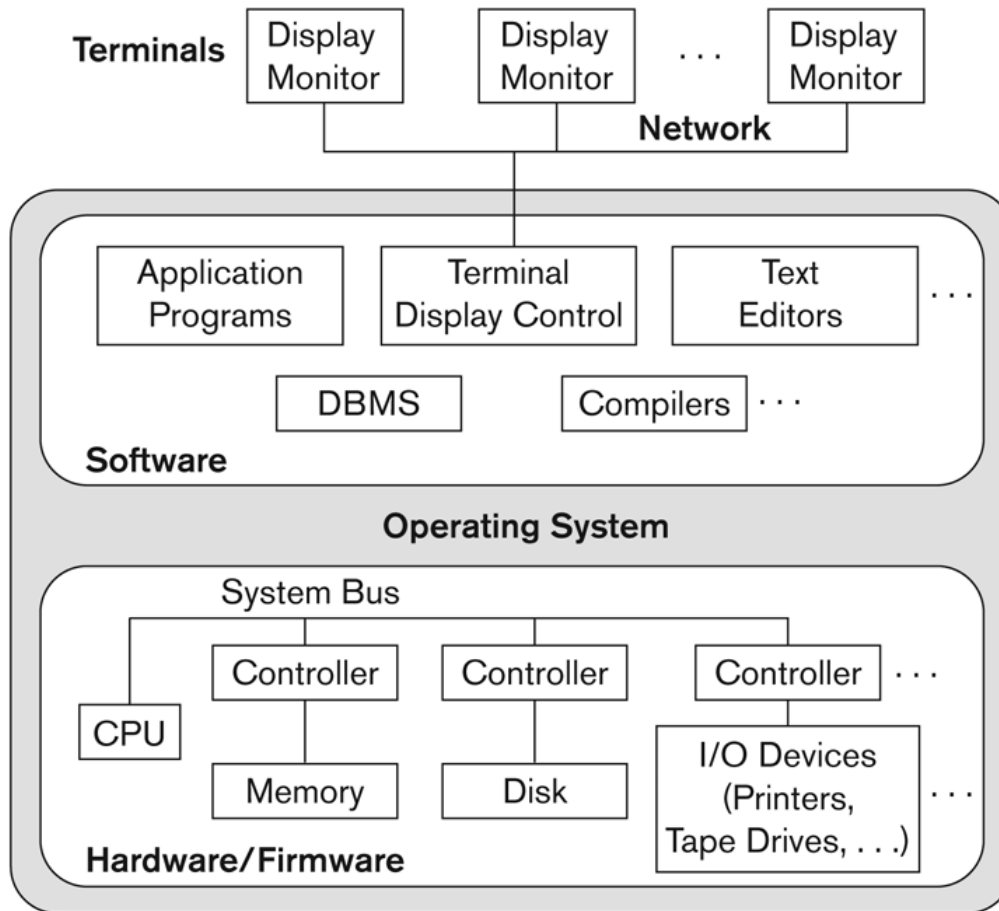 Terminals
Display
Monitor
Display
Monitor
. . .
Display
Monitor
Network
Application
Programs
Terminal
Display Control
Text
Editors
. . .
DBMS
Compilers
. . .
Software
Operating System
System Bus
Controller
Controller
Controller
. . .
CPU
Memory
Disk
I/O Devices
(Printers,
Tape Drives, . . .)
. . .
Hardware/Firmware